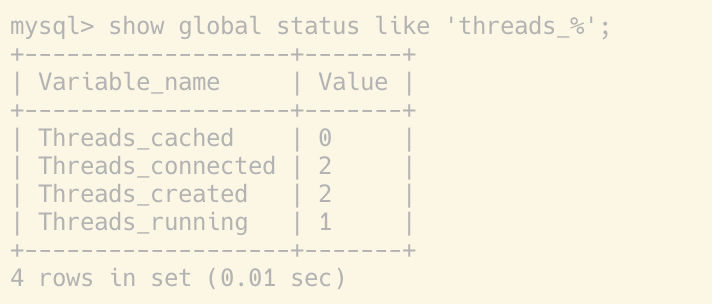 mysql> show global status like 'threads_%';
+-------------------+-------+
| Variable_name     | Value |
+-------------------+-------+
| Threads_cached    | 0     |
| Threads_connected | 2     |
| Threads_created   | 2     |
| Threads_running   | 1     |
+-------------------+-------+
4 rows in set (0.01 sec)